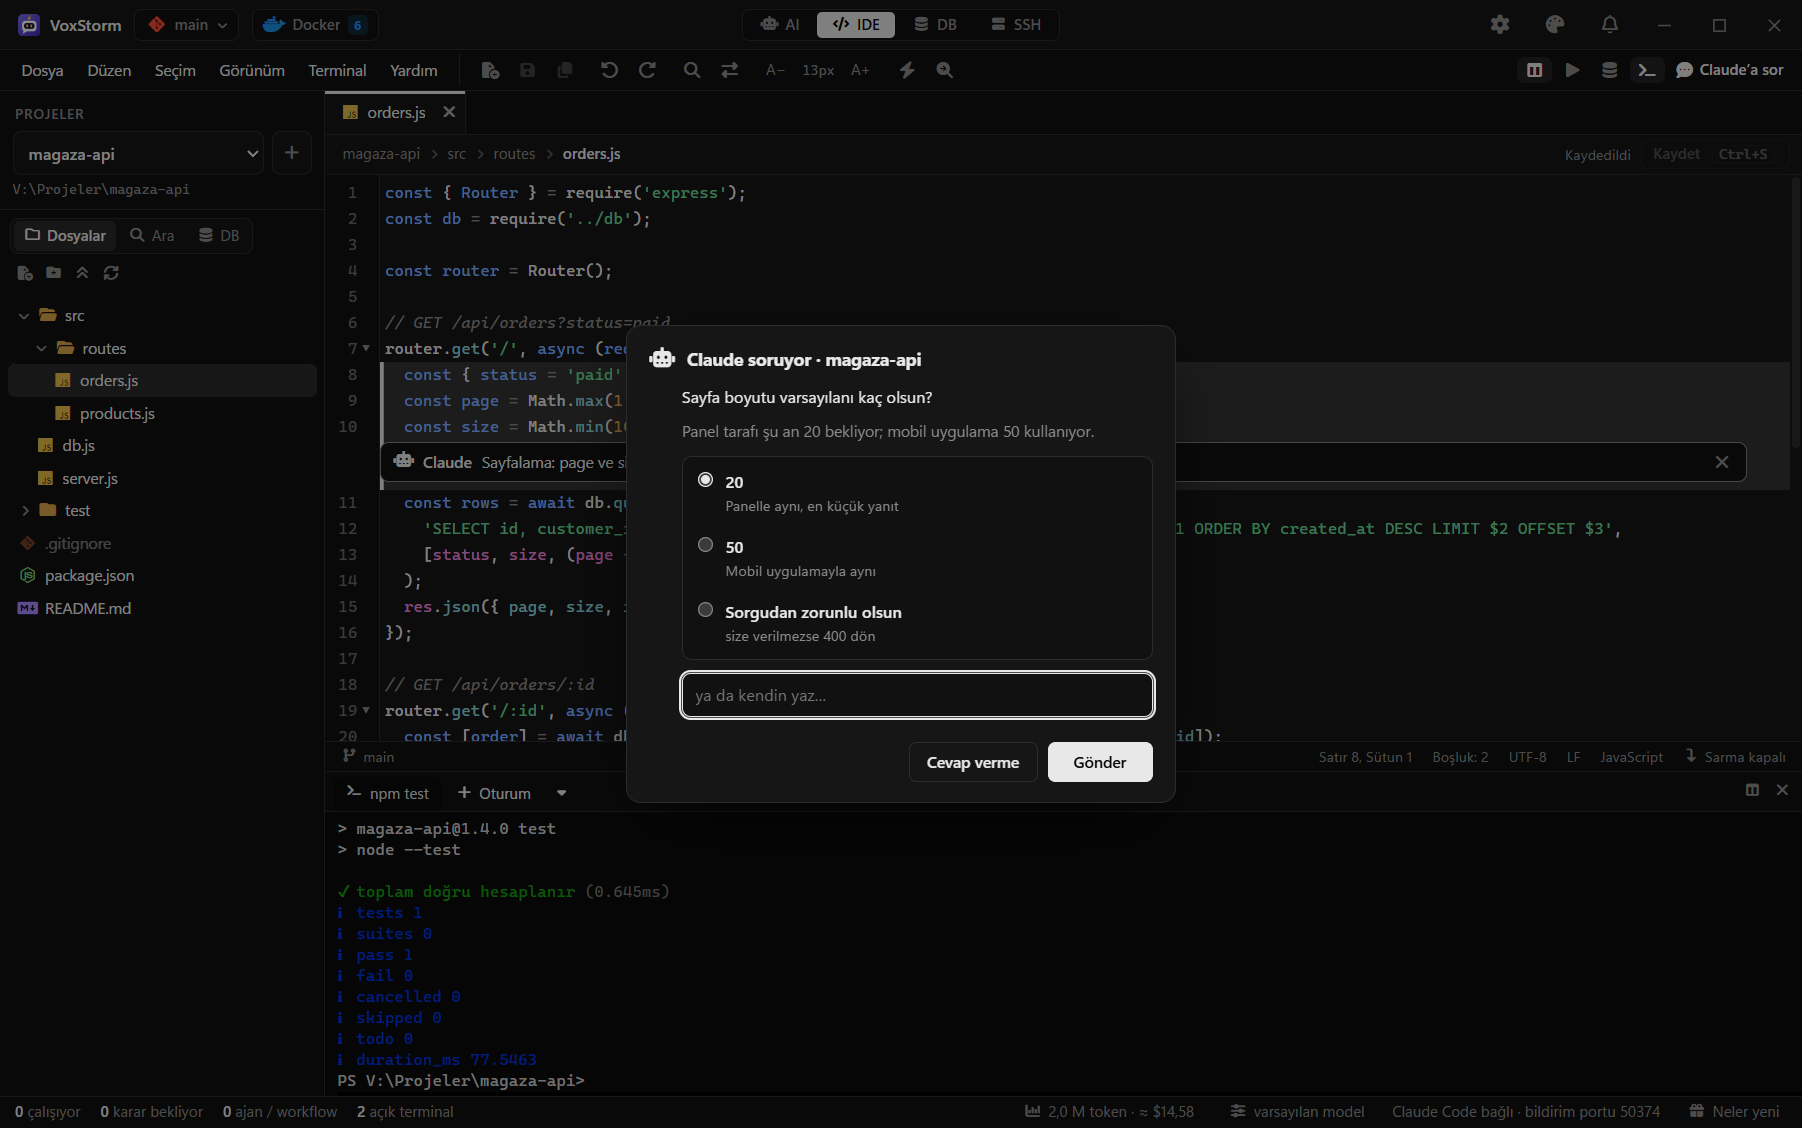 VoxStorm
main
Docker 6
AI
IDE
DB
SSH
Dosya Düzen Seçim Görünüm Terminal Yardım
A− 13px A+
Claude'a sor
PROJELER
magaza-api
V:\Projeler\magaza-api
Dosyalar Ara DB
src
routes
orders.js
products.js
db.js
server.js
test
.gitignore
package.json
README.md
orders.js
magaza-api > src > routes > orders.js
Kaydedildi Kaydet Ctrl+S
1 const { Router } = require('express');
2 const db = require('../db');
3
4 const router = Router();
5
6 // GET /api/orders?status=paid
7 router.get('/', async (req
8 const { status = 'paid'
9 const page = Math.max(1
10 const size = Math.min(10
Claude Sayfalama: page ve si
11 const rows = await db.qu
12 'SELECT id, customer_ 1 ORDER BY created_at DESC LIMIT $2 OFFSET $3',
13 [status, size, (page
14 );
15 res.json({ page, size,
16 });
17
18 // GET /api/orders/:id
19 router.get('/:id', async
20 const [order] = await db id]);
Claude soruyor · magaza-api
Sayfa boyutu varsayılanı kaç olsun?
Panel tarafı şu an 20 bekliyor; mobil uygulama 50 kullanıyor.
20
Panelle aynı, en küçük yanıt
50
Mobil uygulamayla aynı
Sorgudan zorunlu olsun
size verilmezse 400 dön
ya da kendin yaz...
Cevap verme
Gönder
main
Satır 8, Sütun 1 Boşluk: 2 UTF-8 LF JavaScript Sarma kapalı
npm test
+ Oturum
> magaza-api@1.4.0 test
> node --test
✓ toplam doğru hesaplanır (0.645ms)
ℹ tests 1
ℹ suites 0
ℹ pass 1
ℹ fail 0
ℹ cancelled 0
ℹ skipped 0
ℹ todo 0
ℹ duration_ms 77.5463
PS V:\Projeler\magaza-api>
0 çalışıyor 0 karar bekliyor 0 ajan / workflow 2 açık terminal
2,0 M token · ≈ $14,58 varsayılan model Claude Code bağlı · bildirim portu 50374 Neler yeni